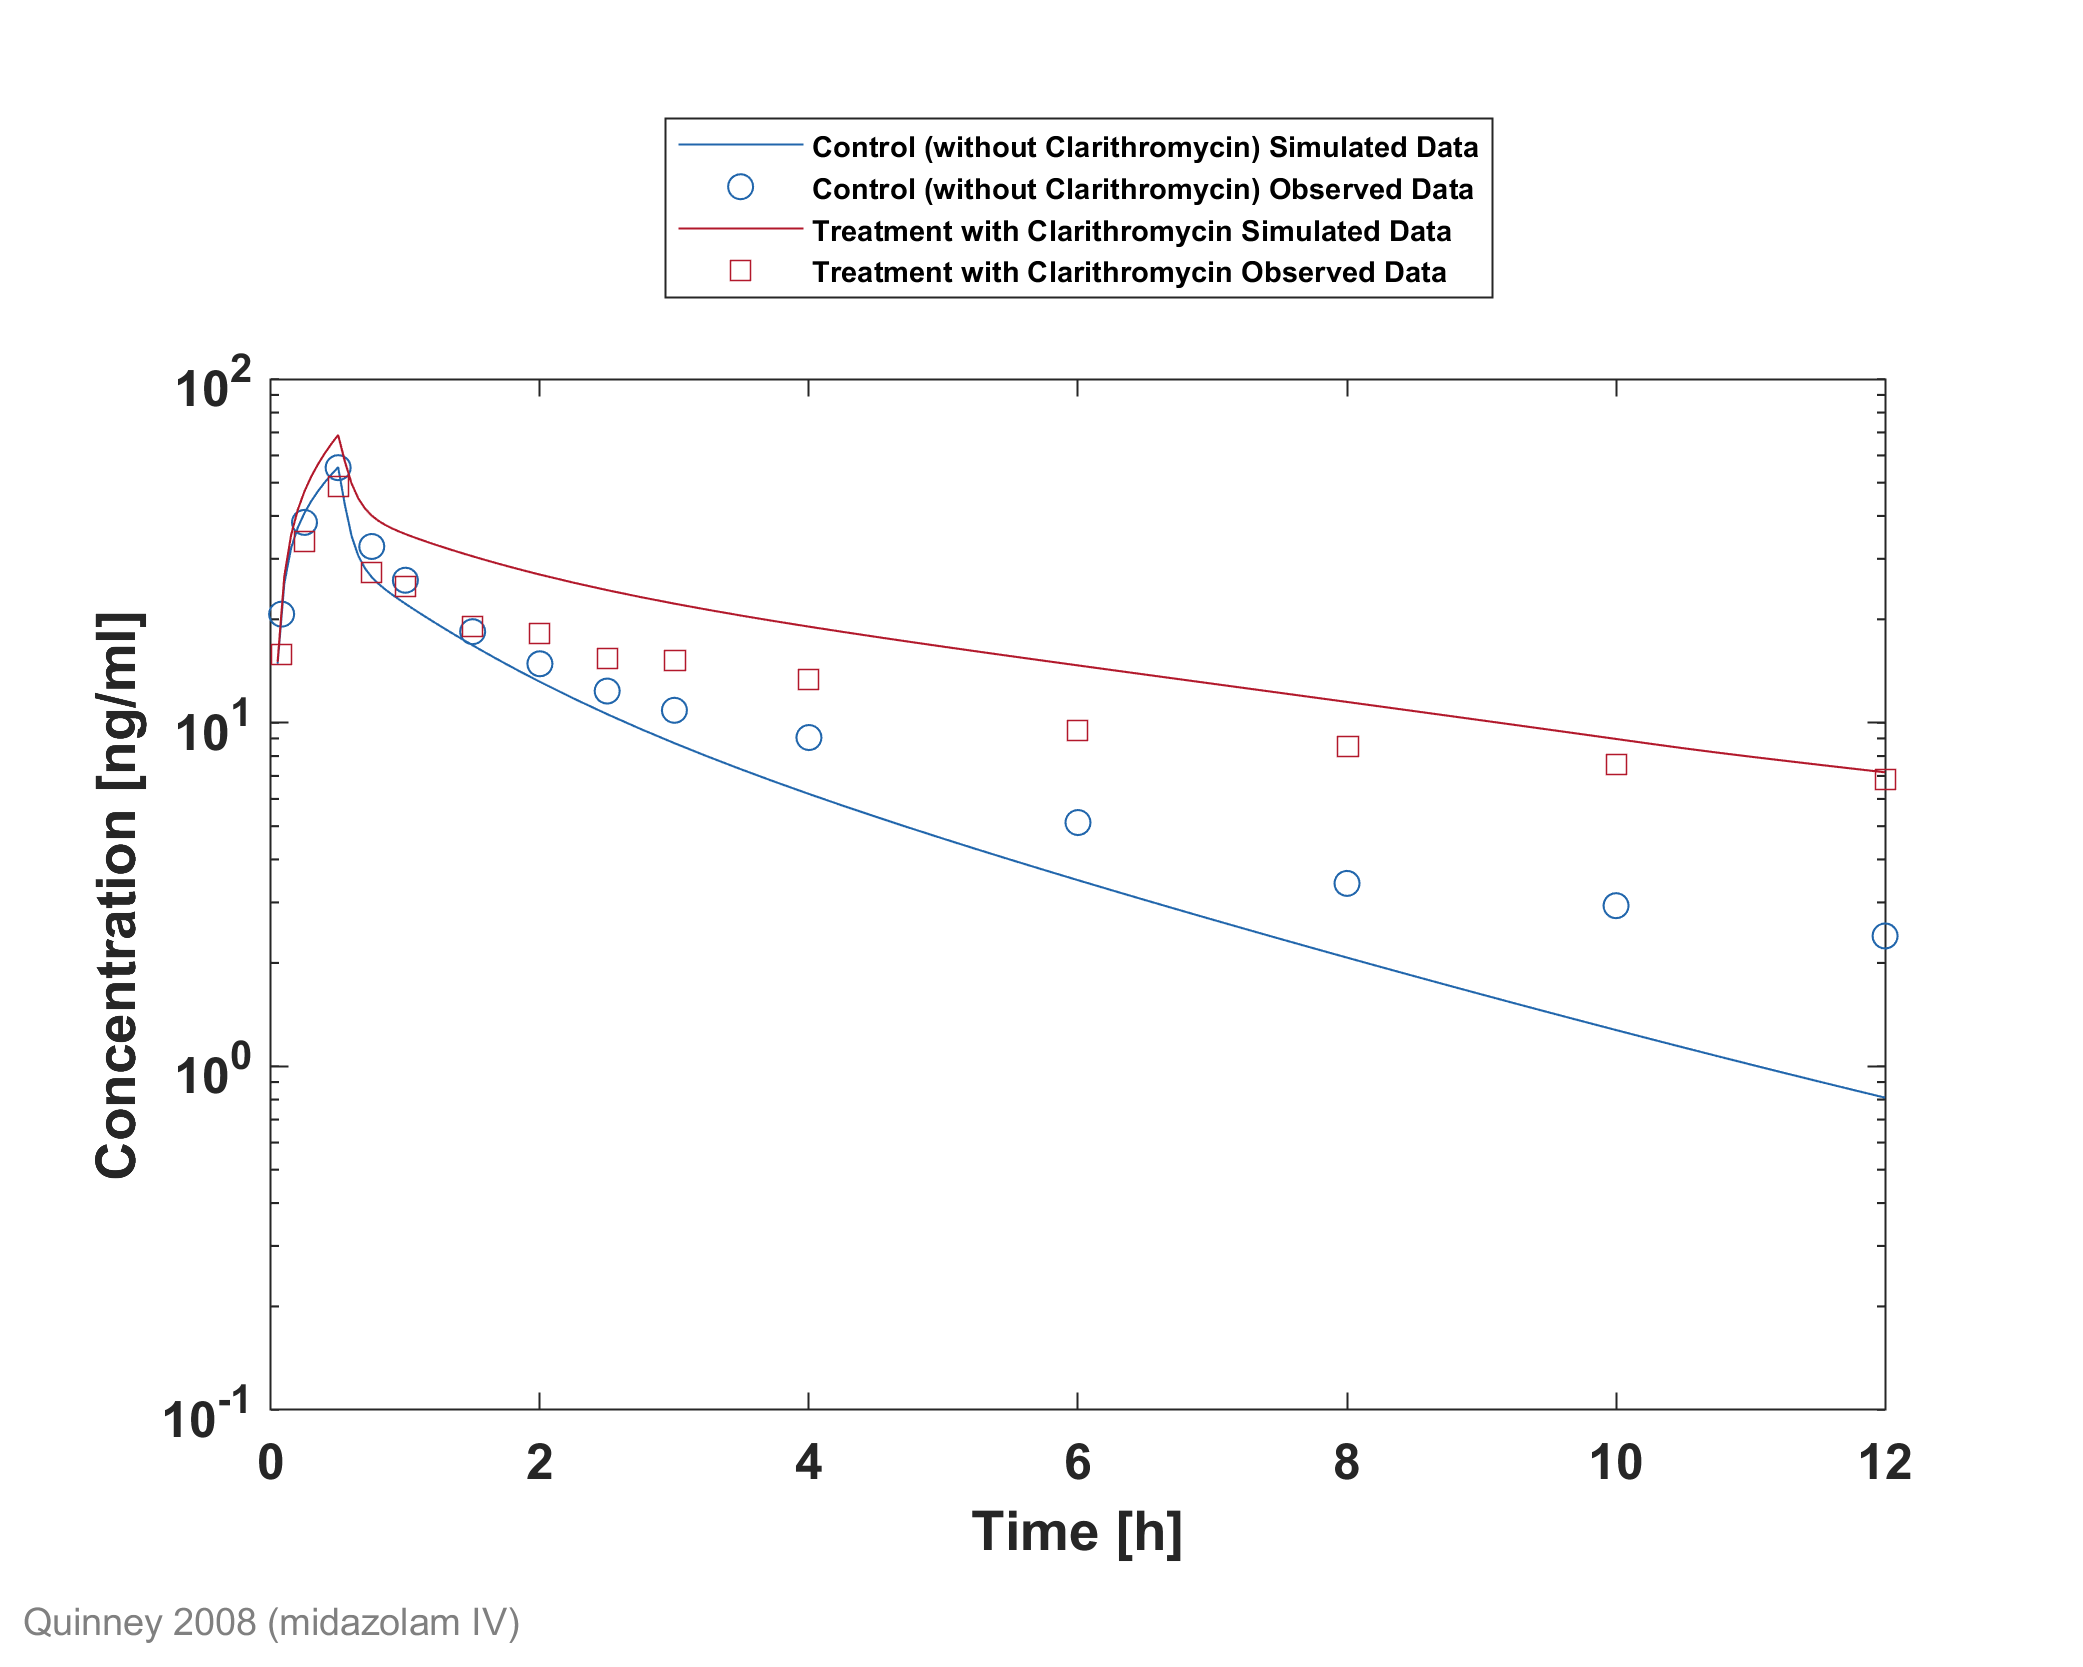 Control (without Clarithromycin) Simulated Data
Control (without Clarithromycin) Observed Data
Treatment with Clarithromycin Simulated Data
Treatment with Clarithromycin Observed Data
10^2
10^1
10^0
10^-1
Concentration [ng/ml]
0 2 4 6 8 10 12
Time [h]
Quinney 2008 (midazolam IV)